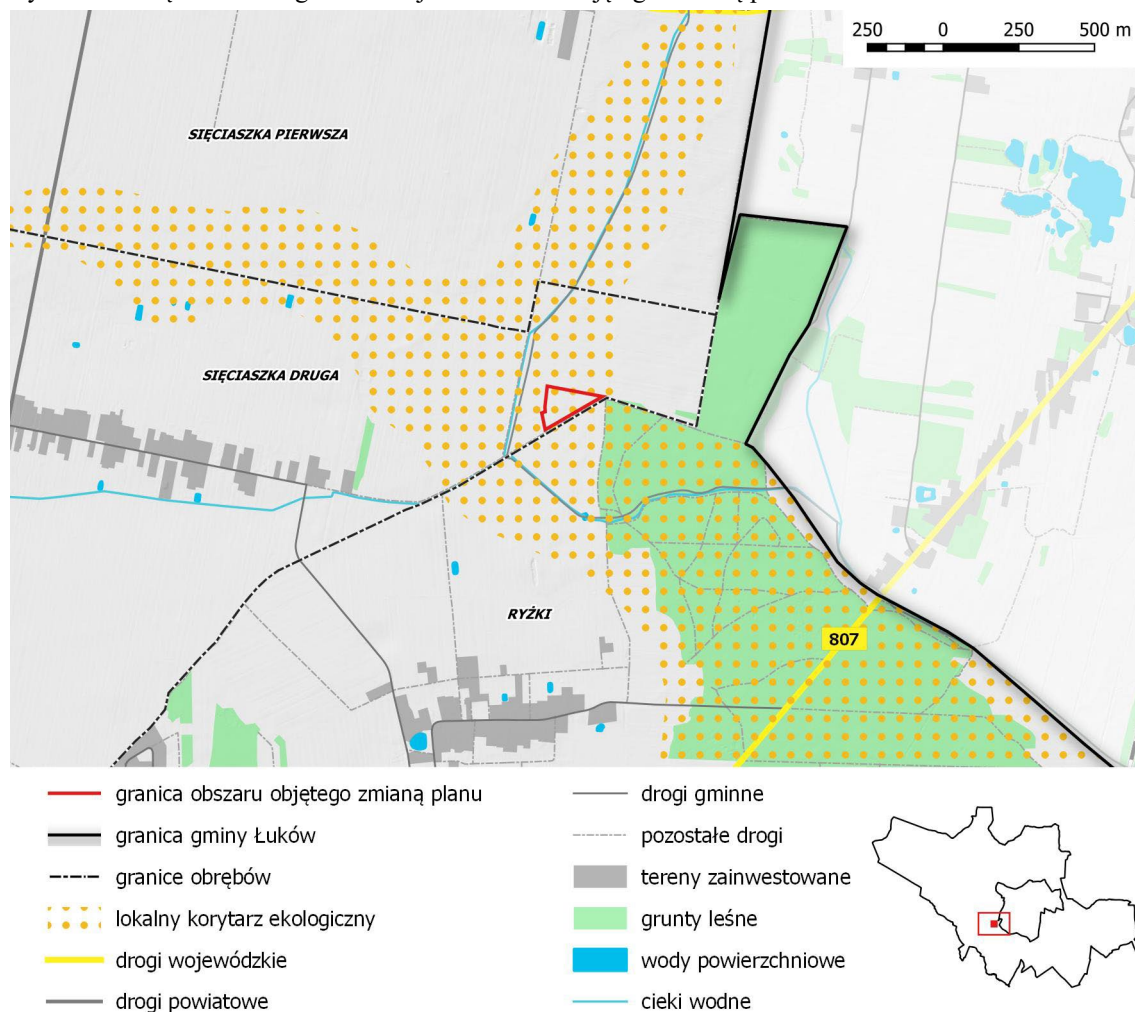 250 0 250 500 m
SIĘCIASZKA PIERWSZA
SIĘCIASZKA DRUGA
RYŻKI
807
granica obszaru objętego zmianą planu
granica gminy Łuków
granice obrębów
lokalny korytarz ekologiczny
drogi wojewódzkie
drogi powiatowe
drogi gminne
pozostałe drogi
tereny zainwestowane
grunty leśne
wody powierzchniowe
cieki wodne